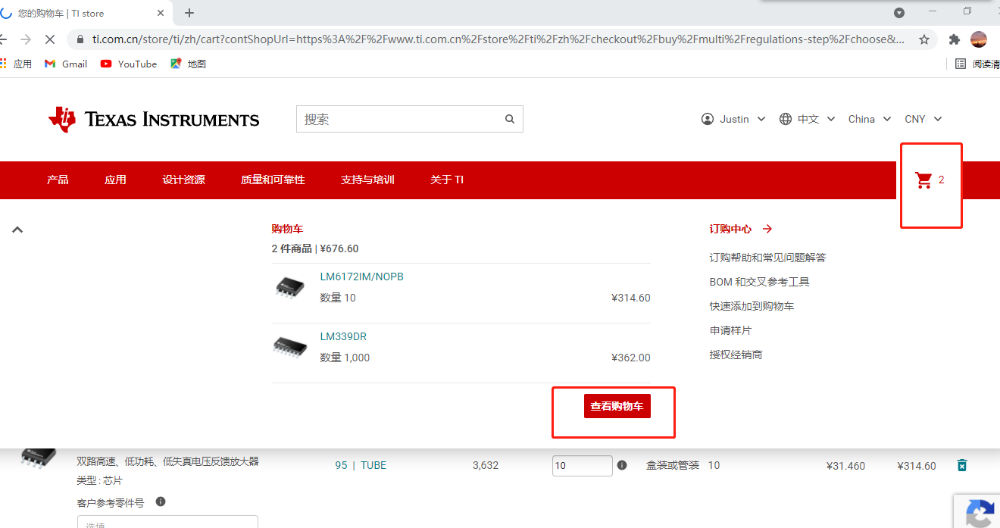 您的购物车 | TI store
ti.com.cn/store/ti/zh/cart?contShopUrl=https%3A%2F%2Fwww.ti.com.cn%2Fstore%2Fti%2Fzh%2Fcheckout%2Fbuy%2Fmulti%2Fregulations-step%2Fchoose&...
应用 Gmail YouTube 地图 阅读清
TEXAS INSTRUMENTS 搜索 Justin 中文 China CNY
产品 应用 设计资源 质量和可靠性 支持与培训 关于 TI 2
购物车
2 件商品 | ¥676.60
LM6172IM/NOPB
数量 10 ¥314.60
LM339DR
数量 1,000 ¥362.00
查看购物车
订购中心
订购帮助和常见问题解答
BOM 和交叉参考工具
快速添加到购物车
申请样片
授权经销商
双路高速、低功耗、低失真电压反馈放大器 95 | TUBE 3,632 10 盒装或管装 10 ¥31.460 ¥314.60
类型 : 芯片
客户参考零件号
选填